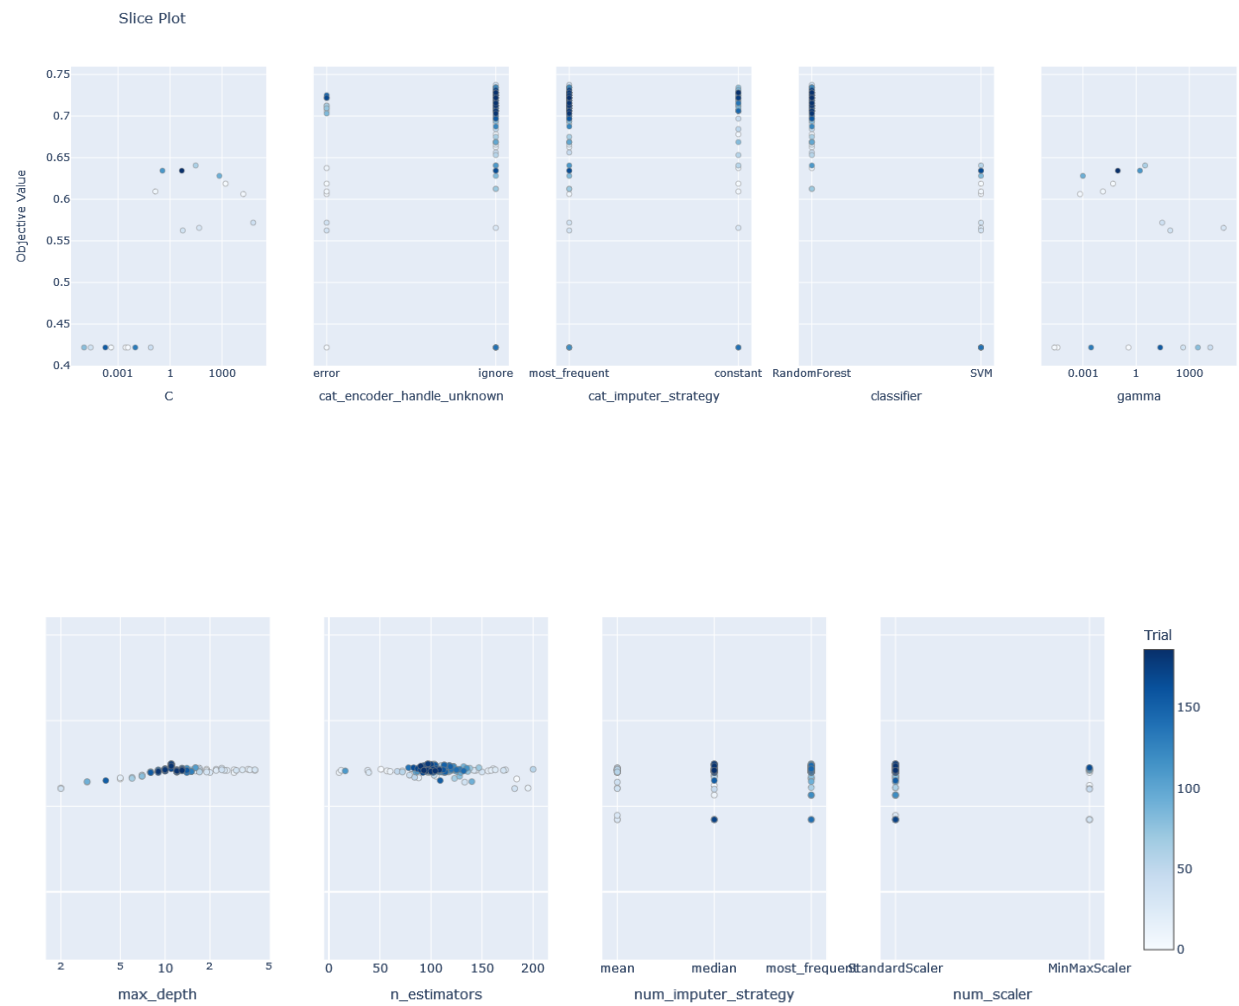 Slice Plot
0.75
0.7
0.65
0.6
0.55
0.5
0.45
0.4
Objective Value
0.001 1 1000
C
error ignore
cat_encoder_handle_unknown
most_frequent constant
cat_imputer_strategy
RandomForest SVM
classifier
0.001 1 1000
gamma
2 5 10 2 5
max_depth
0 50 100 150 200
n_estimators
mean median most_frequent
num_imputer_strategy
StandardScaler MinMaxScaler
num_scaler
Trial
150
100
50
0